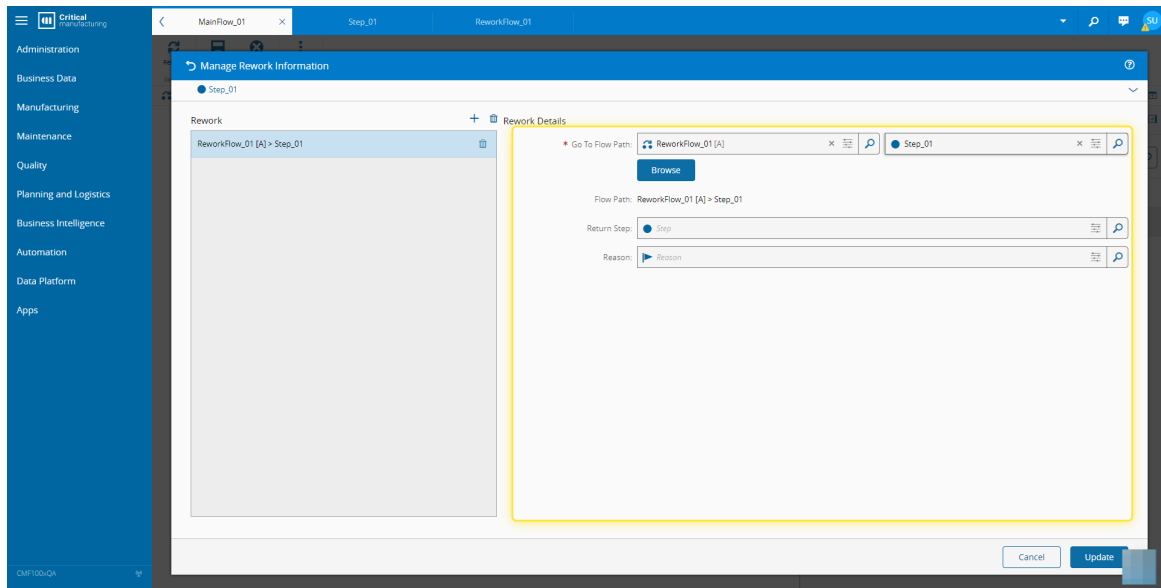 Critical manufacturing
MainFlow_01
Step_01
ReworkFlow_01
SU
Administration
Business Data
Manufacturing
Maintenance
Quality
Planning and Logistics
Business Intelligence
Automation
Data Platform
Apps
CMF100xQA
Manage Rework Information
Step_01
Rework
ReworkFlow_01 [A] > Step_01
Rework Details
* Go To Flow Path:
ReworkFlow_01 [A]
Step_01
Browse
Flow Path: ReworkFlow_01 [A] > Step_01
Return Step: Step
Reason: Reason
Cancel
Update